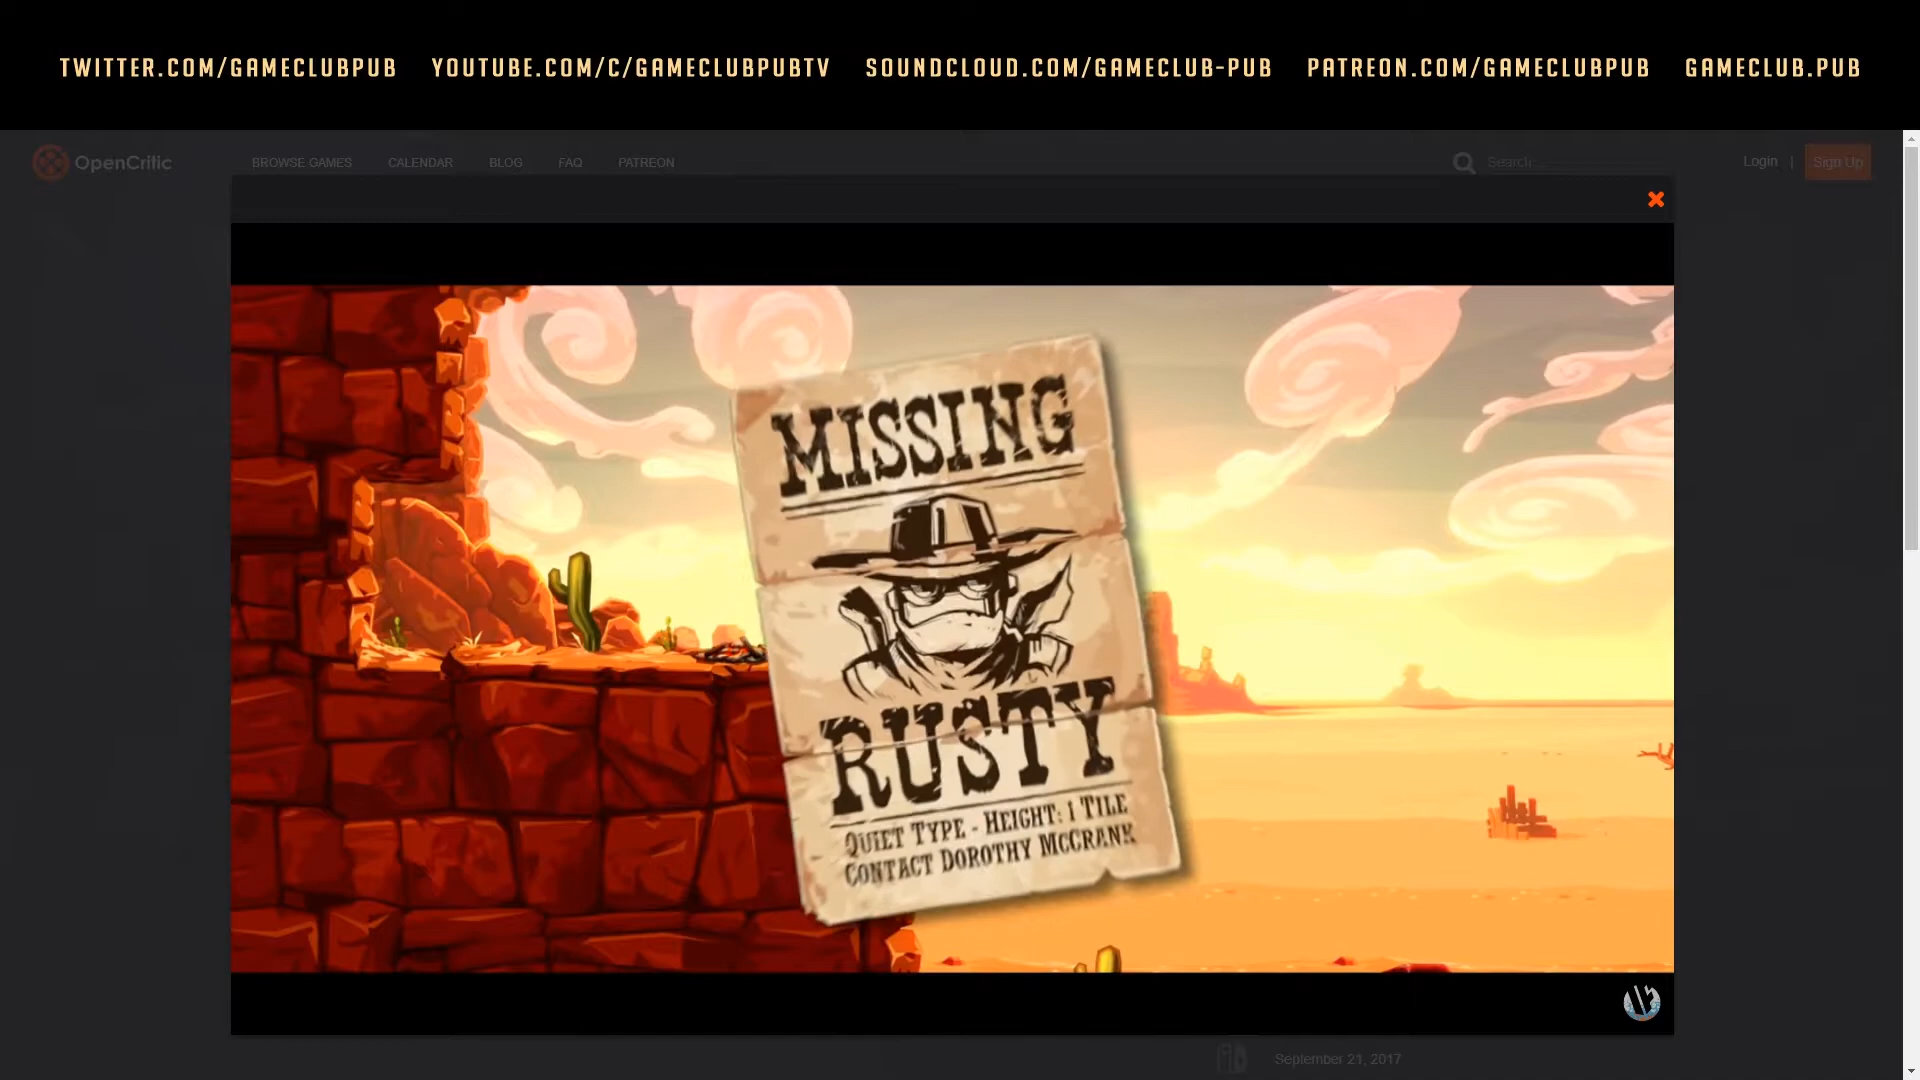 TWITTER.COM/GAMECLUBPUB YOUTUBE.COM/C/GAMECLUBPUBTV SOUNDCLOUD.COM/GAMECLUB-PUB PATREON.COM/GAMECLUBPUB GAMECLUB.PUB
OpenCritic BROWSE GAMES CALENDAR BLOG FAQ PATREON Search... Login | Sign Up
MISSING
RUSTY
QUIET TYPE - HEIGHT: 1 TILE
CONTACT DOROTHY MCCRANK
September 21, 2017